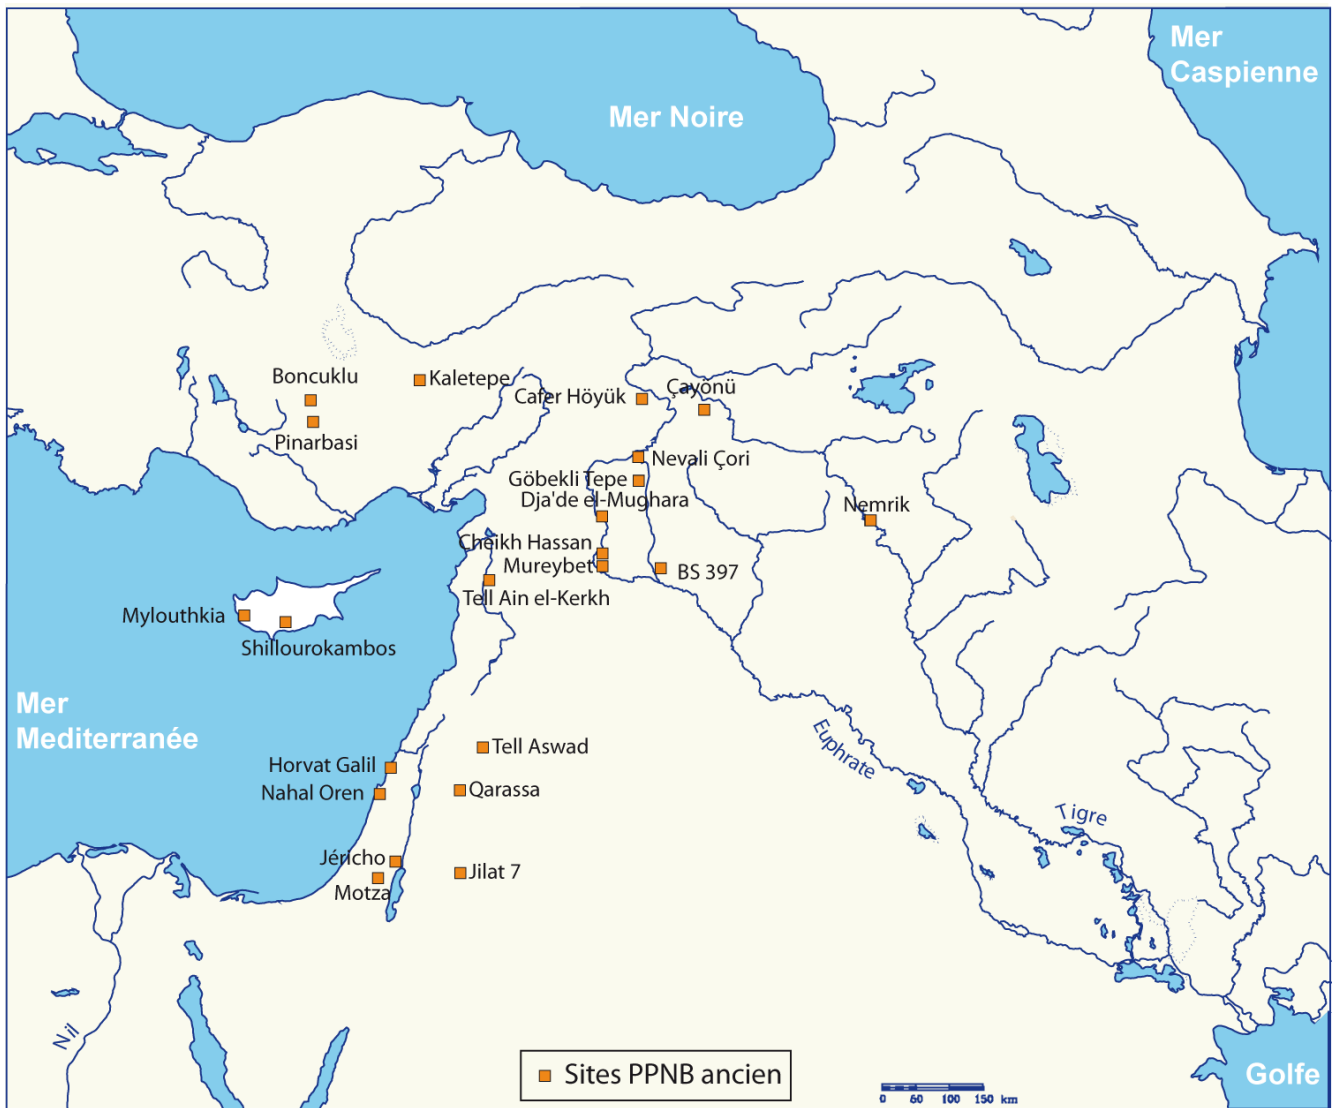 Mer
Caspienne
Mer Noire
Boncuklu
Kaletepe
Pinarbasi
Cafer Höyük
Çayönü
Nevali Çori
Göbekli Tepe
Dja'de el-Mughara
Nemrik
Cheikh Hassan
Mureybet
BS 397
Tell Ain el-Kerkh
Mylouthkia
Shillourokambos
Mer
Mediterranée
Tell Aswad
Horvat Galil
Nahal Oren
Qarassa
Euphrate
Tigre
Jéricho
Jilat 7
Motza
Nil
Sites PPNB ancien
Golfe
0 60 100 150 km